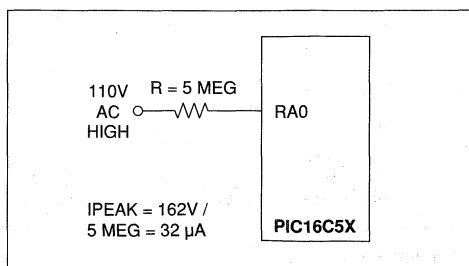 110V
AC
HIGH
R = 5 MEG
RA0
IPEAK = 162V /
5 MEG = 32 µA
PIC16C5X